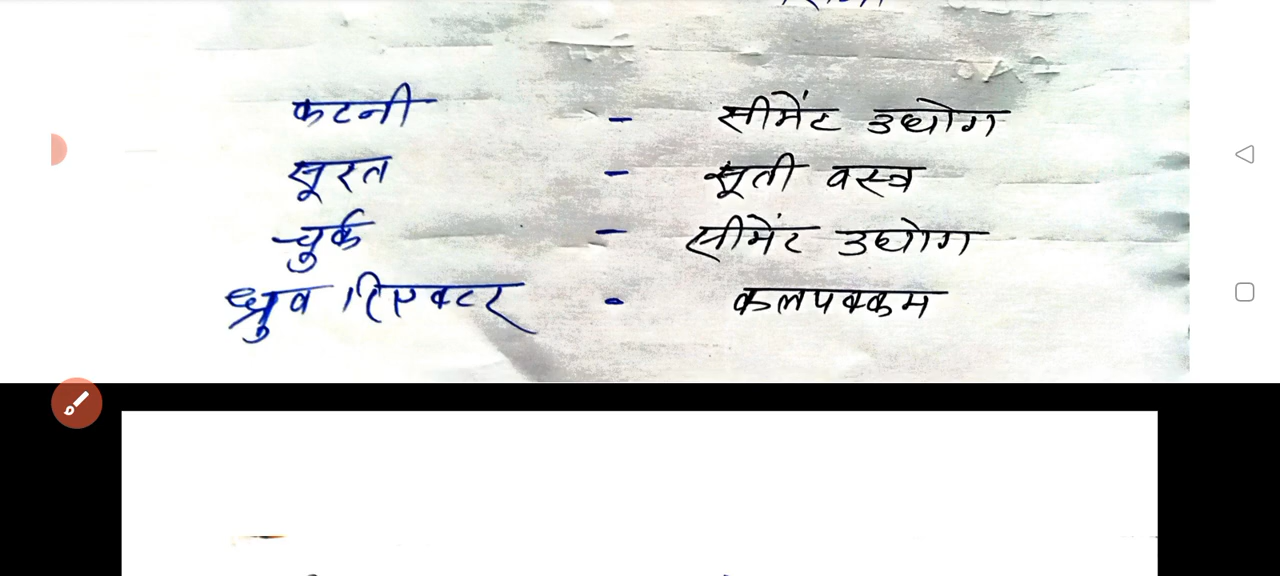 कटनी - सीमेंट उद्योग
सूरत - सूती वस्त्र
चुर्क - सीमेंट उद्योग
ध्रुव रिएक्टर - कलपक्कम